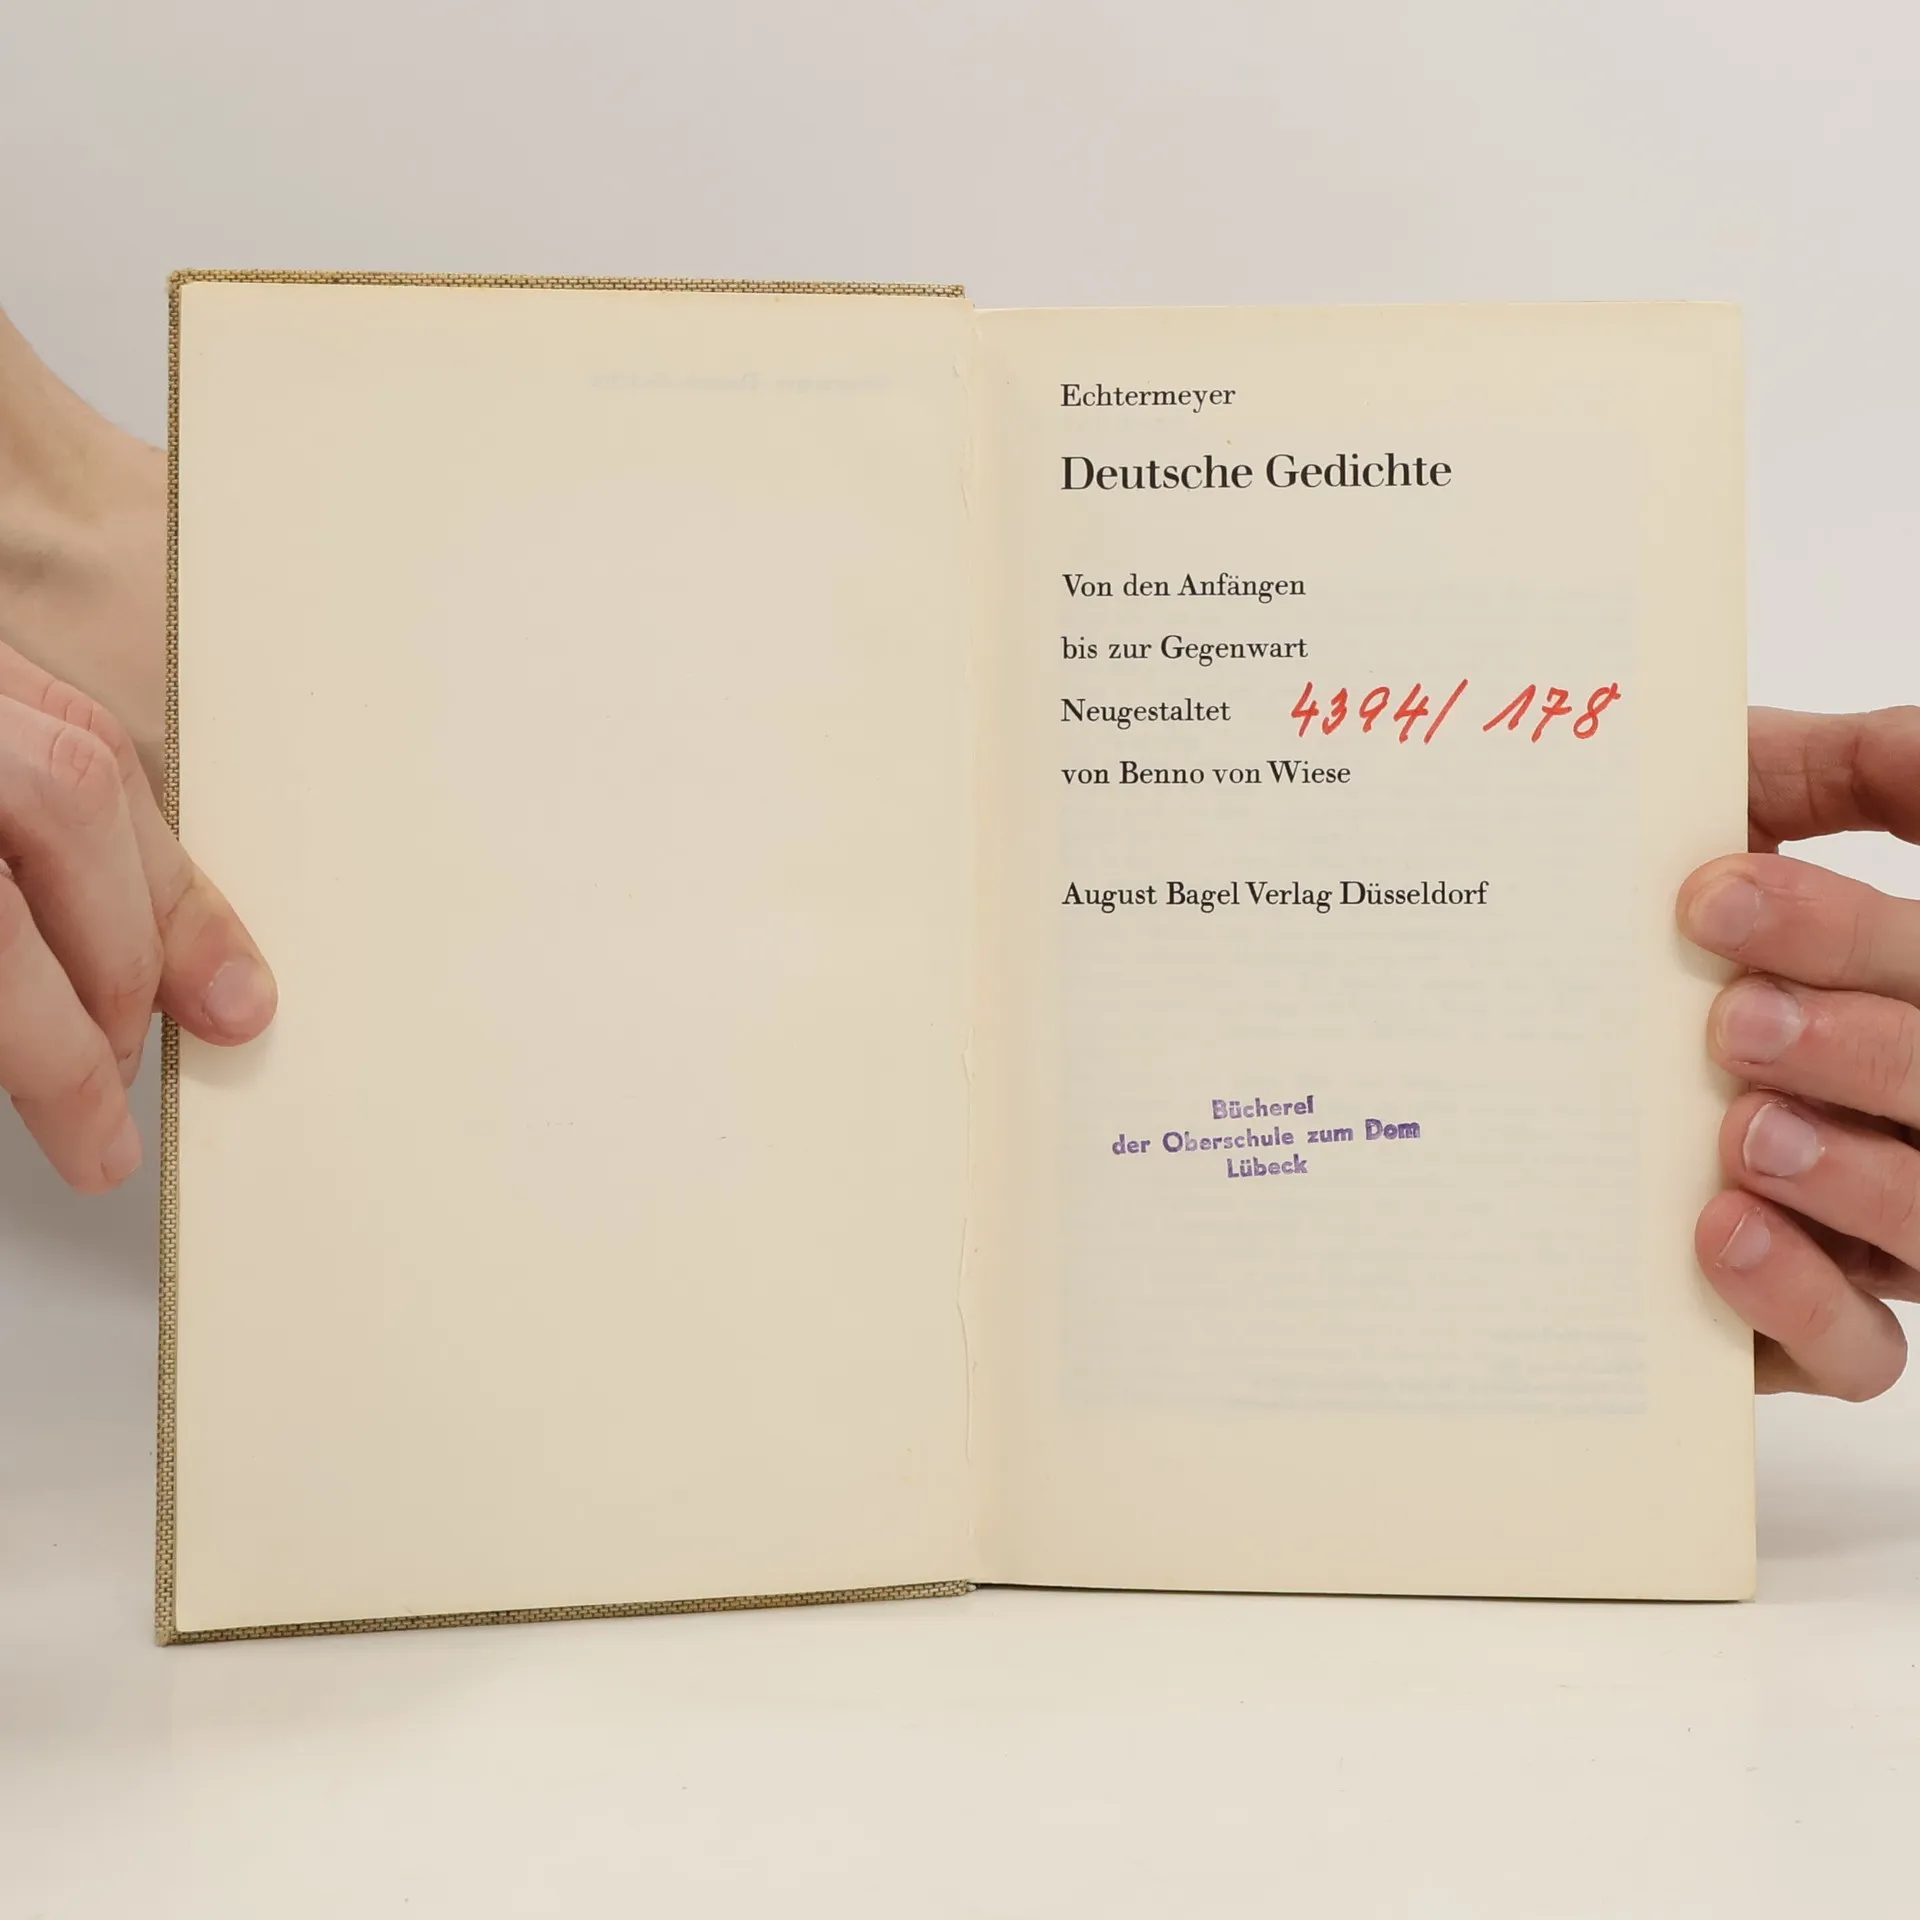 Echtermeyer
Deutsche Gedichte
Von den Anfängen
bis zur Gegenwart
Neugestaltet 4394/ 178
von Benno von Wiese
August Bagel Verlag Düsseldorf
Bücherei
der Oberschule zum Dom
Lübeck